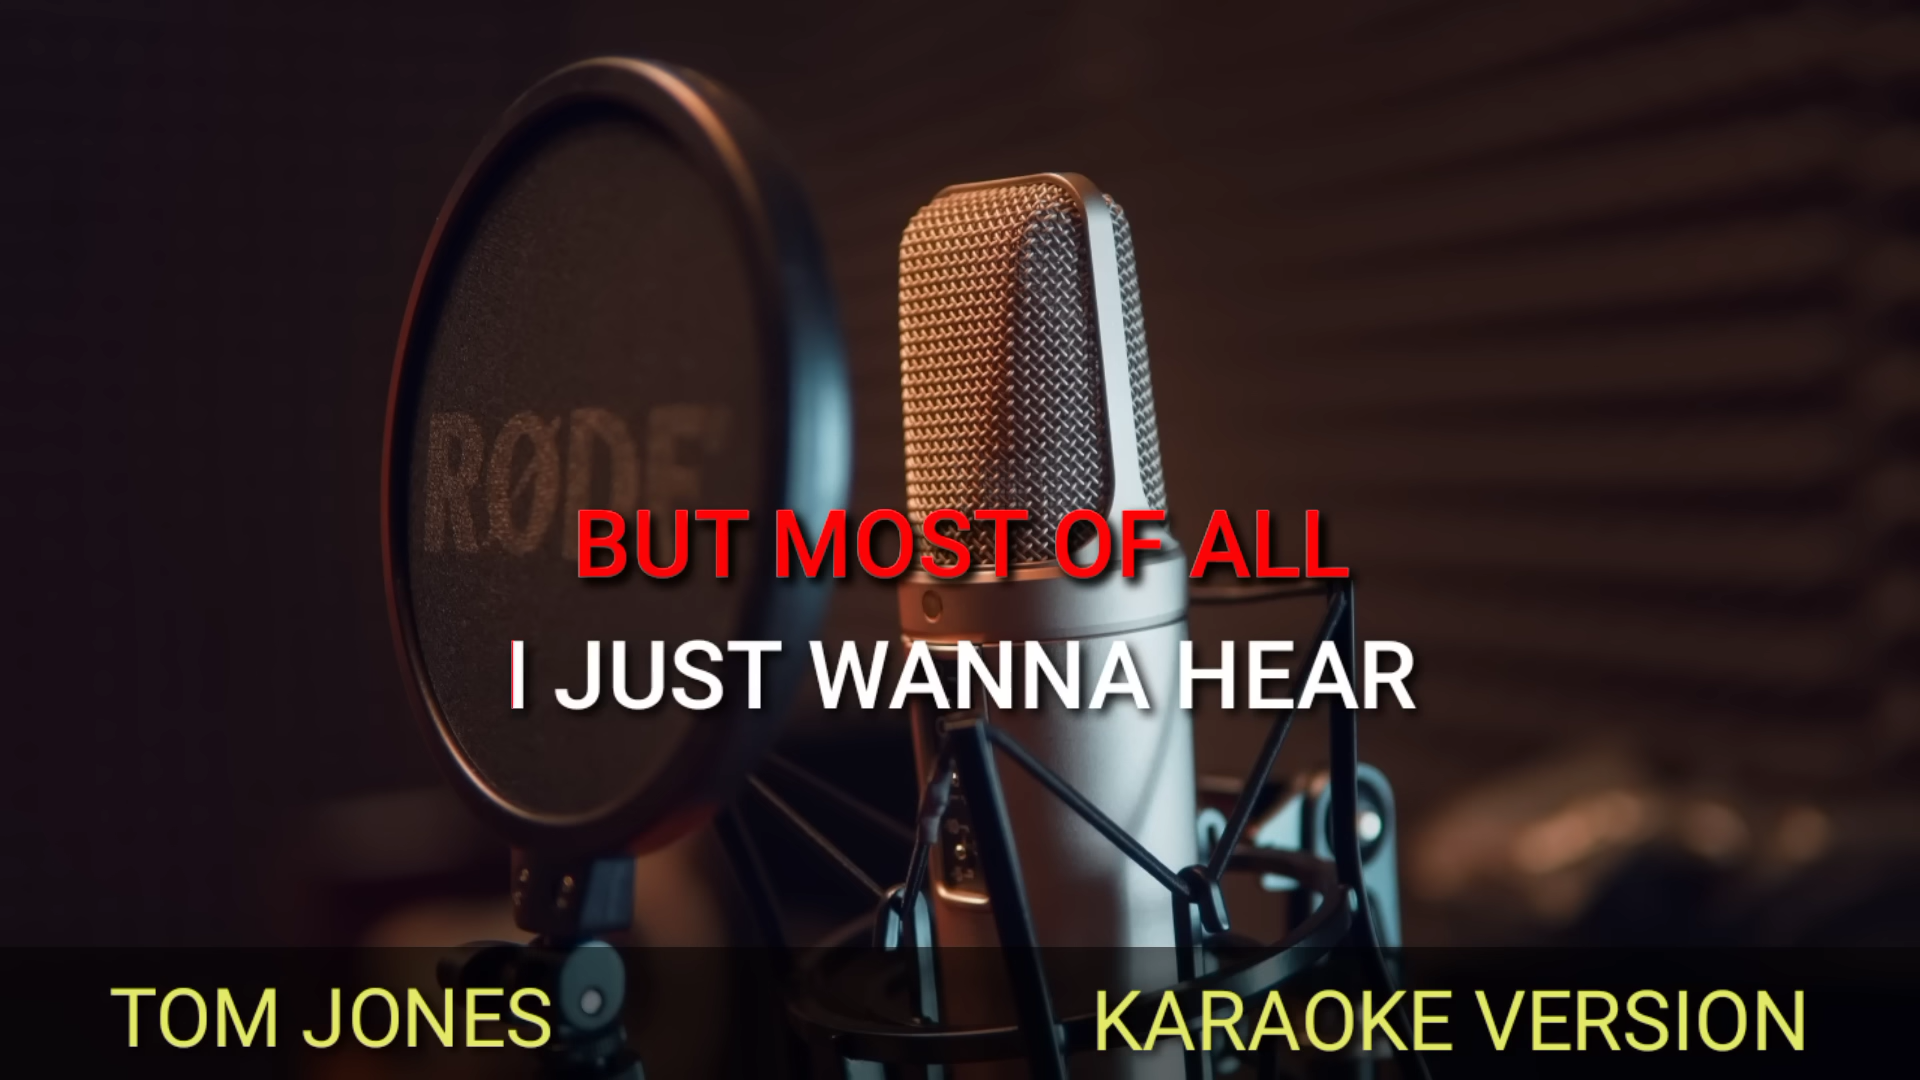 RØDE
BUT MOST OF ALL
I JUST WANNA HEAR
TOM JONES
KARAOKE VERSION